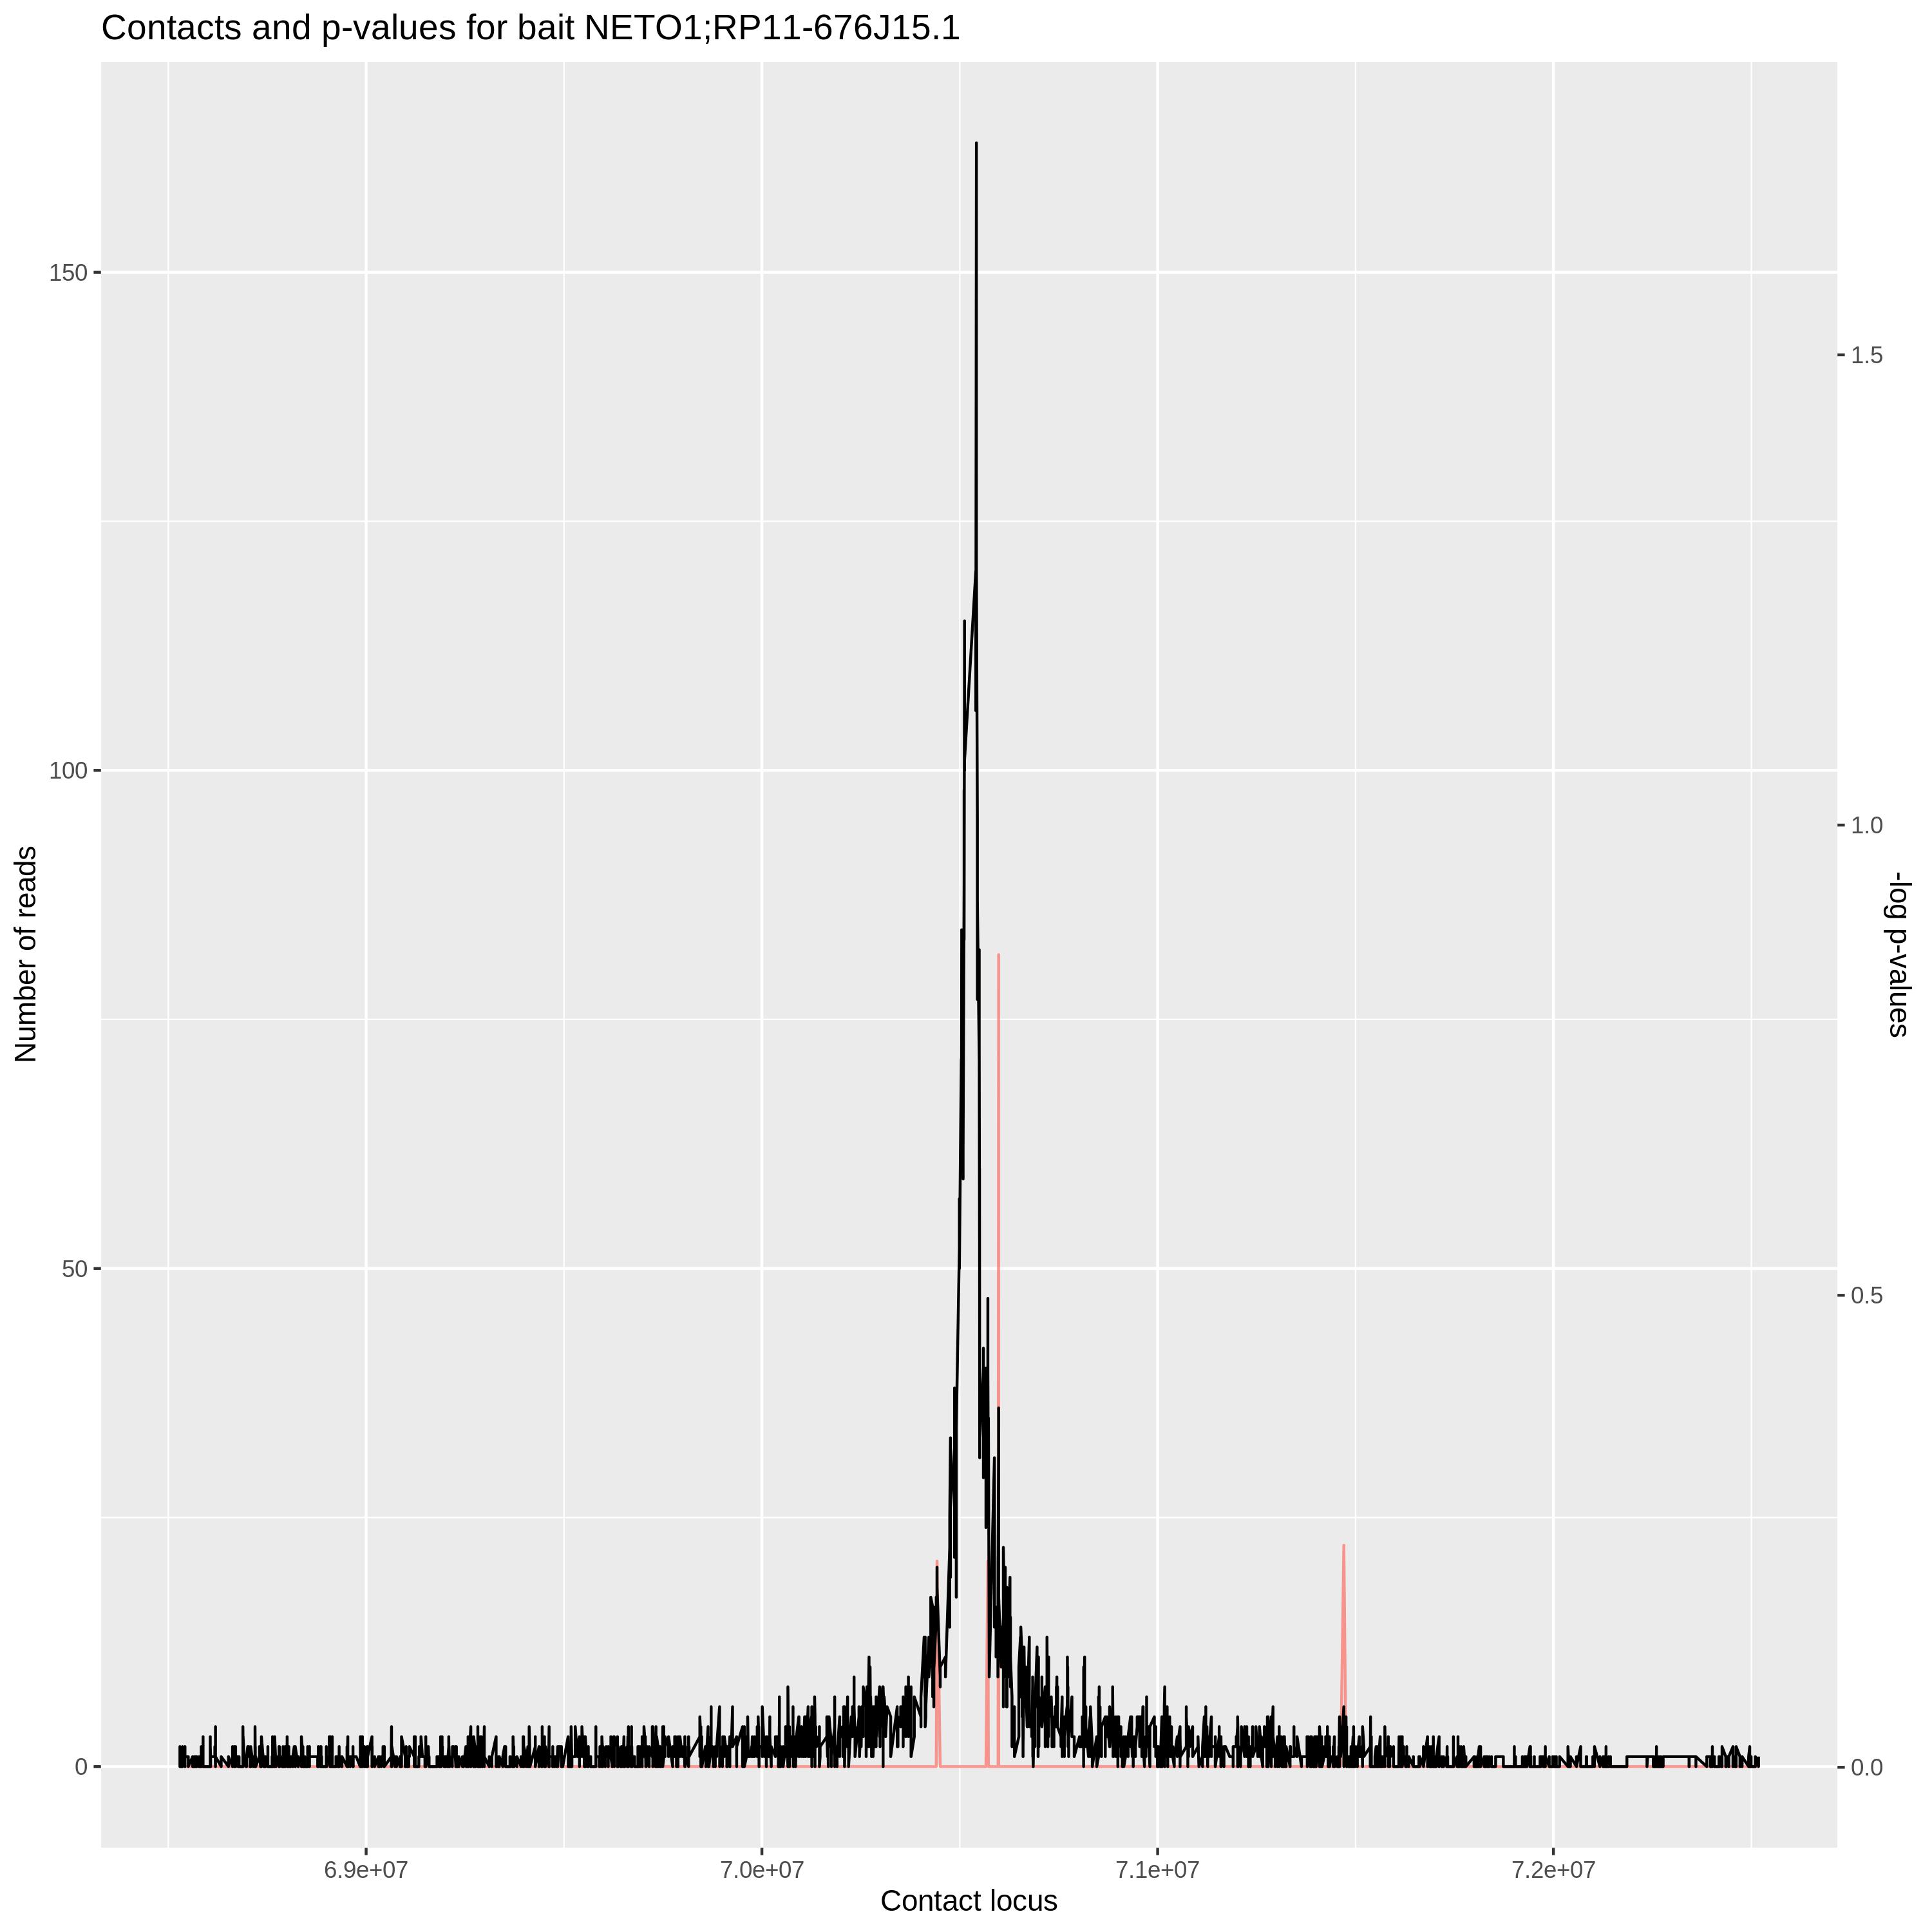 Contacts and p-values for bait NETO1;RP11-676J15.1
150
100
50
0
Number of reads
1.5
1.0
0.5
0.0
-log p-values
6.9e+07
7.0e+07
7.1e+07
7.2e+07
Contact locus